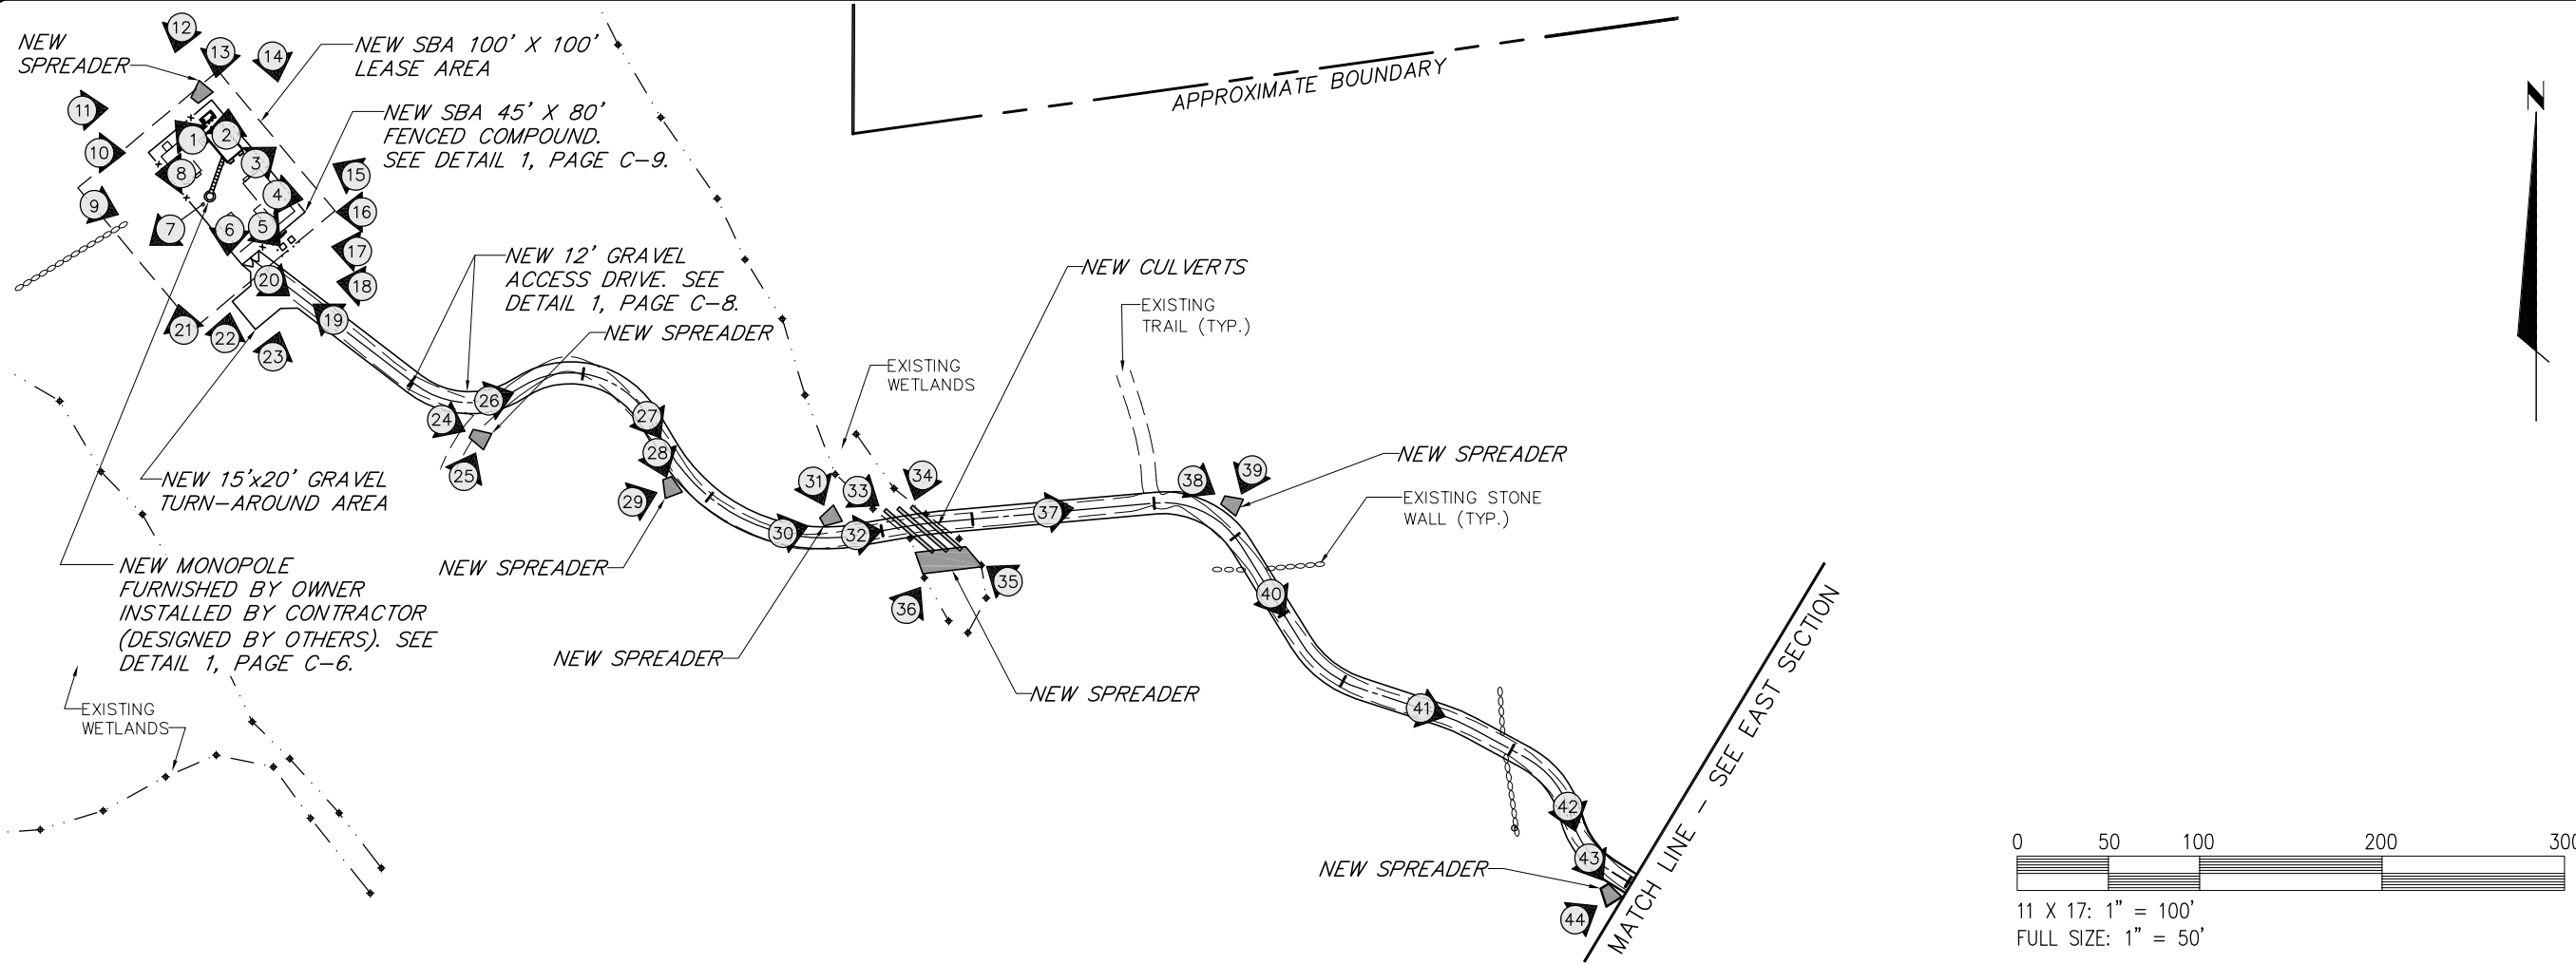 NEW
SPREADER
NEW SBA 100' X 100'
LEASE AREA
NEW SBA 45' X 80'
FENCED COMPOUND.
SEE DETAIL 1, PAGE C-9.
APPROXIMATE BOUNDARY
N
12
13
14
11
10
9
1
2
3
8
4
7
6
5
15
16
17
18
20
19
21
22
23
NEW 12' GRAVEL
ACCESS DRIVE. SEE
DETAIL 1, PAGE C-8.
NEW SPREADER
NEW CULVERTS
EXISTING
TRAIL (TYP.)
EXISTING
WETLANDS
24
25
26
27
28
29
30
31
32
33
34
35
36
37
38
39
NEW SPREADER
EXISTING STONE
WALL (TYP.)
NEW 15'x20' GRAVEL
TURN-AROUND AREA
NEW MONOPOLE
FURNISHED BY OWNER
INSTALLED BY CONTRACTOR
(DESIGNED BY OTHERS). SEE
DETAIL 1, PAGE C-6.
NEW SPREADER
NEW SPREADER
NEW SPREADER
EXISTING
WETLANDS
40
41
42
43
44
NEW SPREADER
MATCH LINE - SEE EAST SECTION
0 50 100 200 300
11 X 17: 1" = 100'
FULL SIZE: 1" = 50'